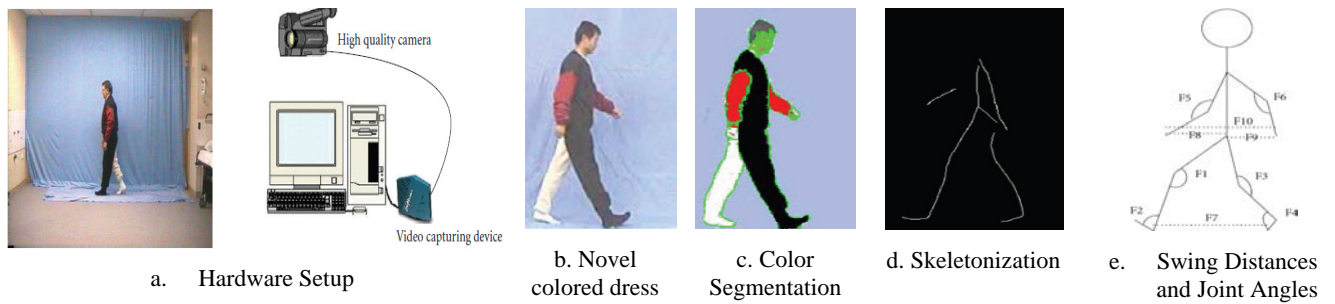 High quality camera
Video capturing device
F5
F6
F10
F8
F9
F1
F3
F2
F7
F4
a. Hardware Setup
b. Novel
colored dress
c. Color
Segmentation
d. Skeletonization
e. Swing Distances
and Joint Angles